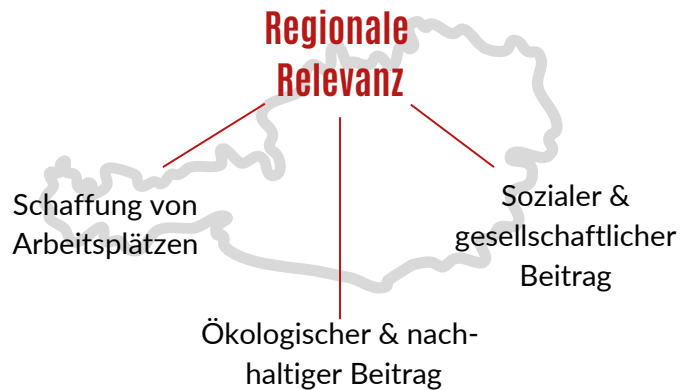 Regionale
Relevanz
Schaffung von
Arbeitsplätzen
Sozialer &
gesellschaftlicher
Beitrag
Ökologischer & nach-
haltiger Beitrag